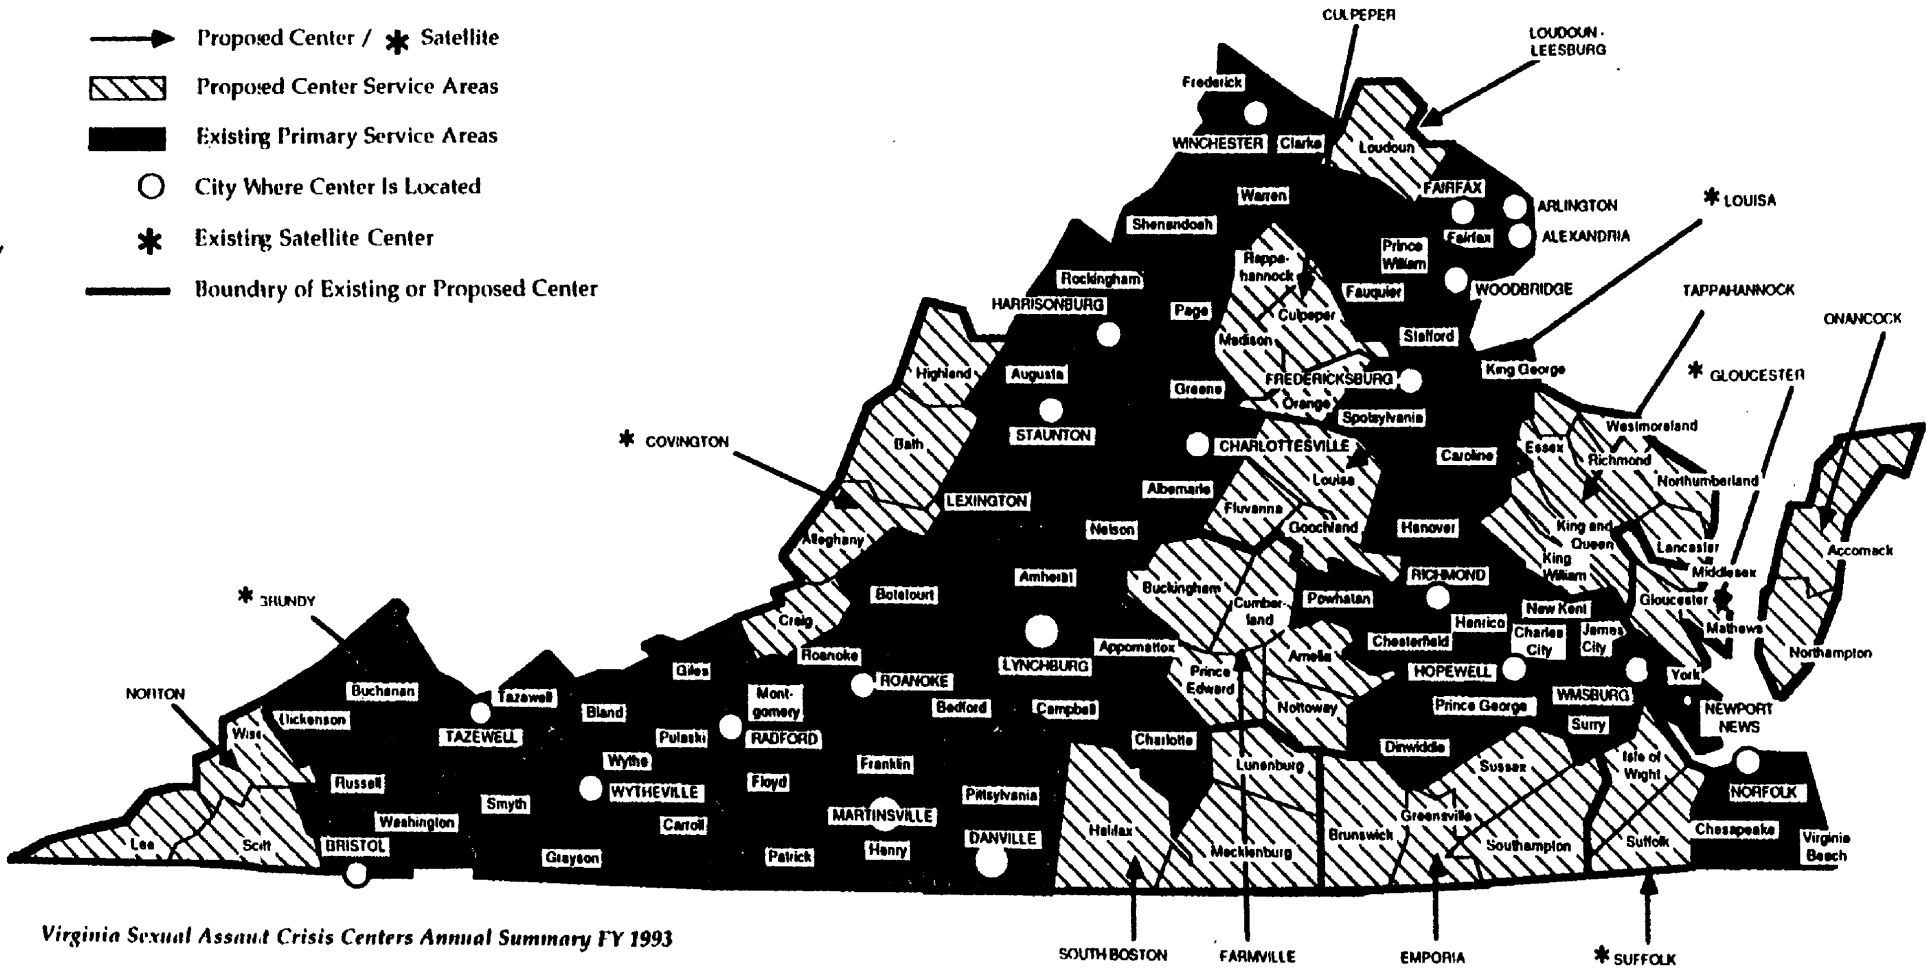 Proposed Center / * Satellite
Proposed Center Service Areas
Existing Primary Service Areas
City Where Center Is Located
* Existing Satellite Center
Boundary of Existing or Proposed Center
CULPEPER
LOUDOUN -
LEESBURG
Frederick
WINCHESTER
Clarke
Loudoun
Warren
FAIRFAX
* LOUISA
ARLINGTON
Shenandoah
Fairfax
ALEXANDRIA
Prince
William
Rappa-
hannock
Rockingham
Fauquier
WOODBRIDGE
TAPPAHANNOCK
HARRISONBURG
Page
Culpeper
ONANCOCK
Madison
Stafford
Highland
Augusta
Greene
FREDERICKSBURG
King George
* GLOUCESTER
Orange
Spotsylvania
Westmoreland
* COVINGTON
Bath
STAUNTON
CHARLOTTESVILLE
Caroline
Essex
Richmond
Louisa
Northumberland
LEXINGTON
Albemarle
Fluvanna
Goochland
Hanover
King and
Queen
Alleghany
Nelson
Lancaster
Accomack
King
William
Middlesex
Amherst
RICHMOND
Buckingham
* GRUNDY
Botetourt
Cumber-
land
Powhatan
New Kent
Gloucester
*
Craig
Henrico
Charles
City
James
City
Mathews
Roanoke
Appomattox
Amelia
Chesterfield
Northampton
LYNCHBURG
Giles
ROANOKE
Prince
Edward
HOPEWELL
York
NORTON
Buchanan
Tazewell
Mont-
gomery
Bland
Bedford
Campbell
Nottoway
Prince George
WMSBURG
NEWPORT
NEWS
Dickenson
Wise
TAZEWELL
Pulaski
RADFORD
Charlotte
Dinwiddie
Surry
Wythe
Franklin
Lunenburg
Sussex
Isle of
Wight
Russell
Floyd
WYTHEVILLE
Smyth
Pittsylvania
NORFOLK
Washington
Carroll
MARTINSVILLE
Greensville
Lee
Scott
BRISTOL
DANVILLE
Halifax
Brunswick
Chesapeake
Virginia
Beach
Grayson
Patrick
Henry
Mecklenburg
Southampton
Suffolk
Virginia Sexual Assault Crisis Centers Annual Summary FY 1993
SOUTH BOSTON
FARMVILLE
EMPORIA
* SUFFOLK